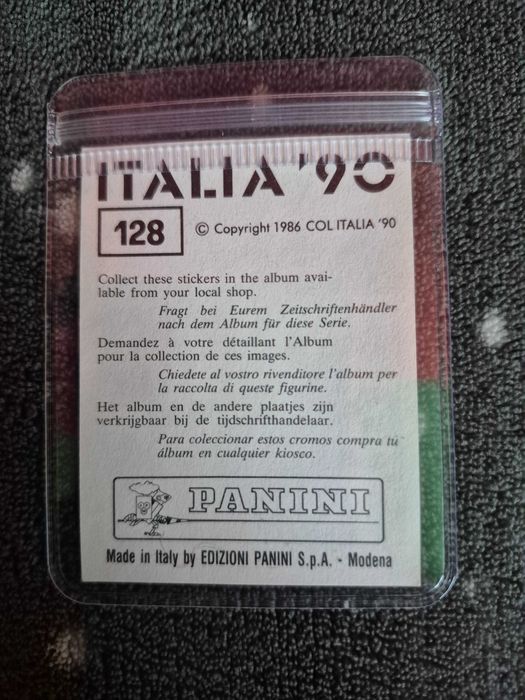 ITALIA '90
128
© Copyright 1986 COL ITALIA '90
Collect these stickers in the album avai-
lable from your local shop.
Fragt bei Eurem Zeitschriftenhändler
nach dem Album für diese Serie.
Demandez à votre détaillant l'Album
pour la collection de ces images.
Chiedete al vostro rivenditore l'album per
la raccolta di queste figurine.
Het album en de andere plaatjes zijn
verkrijgbaar bij de tijdschrifthandelaar.
Para coleccionar estos cromos compra tú
álbum en cualquier kiosco.
PANINI
Made in Italy by EDIZIONI PANINI S.p.A. - Modena